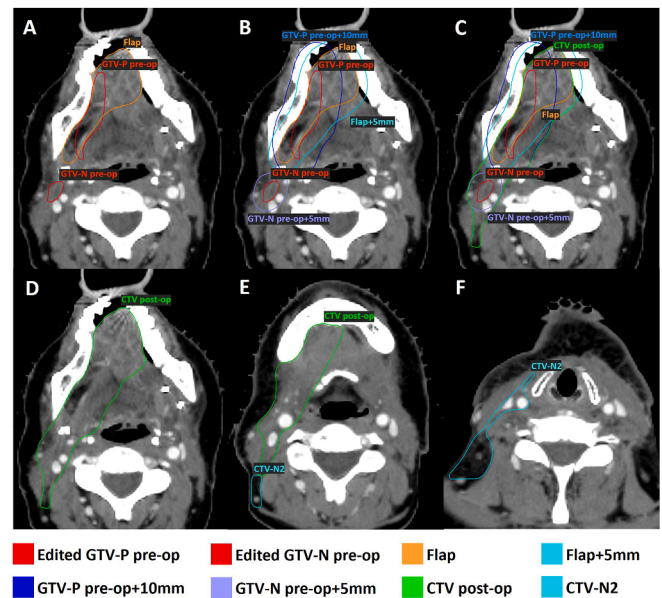 A
Flap
GTV-P pre-op
GTV-N pre-op
B
GTV-P pre-op+10mm
Flap
GTV-P pre-op
Flap+5mm
GTV-N pre-op
GTV-N pre-op+5mm
C
GTV-P pre-op+10mm
CTV post-op
GTV-P pre-op
Flap
GTV-N pre-op
GTV-N pre-op+5mm
D
CTV post-op
E
CTV post-op
CTV-N2
F
CTV-N2
Edited GTV-P pre-op
Edited GTV-N pre-op
Flap
Flap+5mm
GTV-P pre-op+10mm
GTV-N pre-op+5mm
CTV post-op
CTV-N2